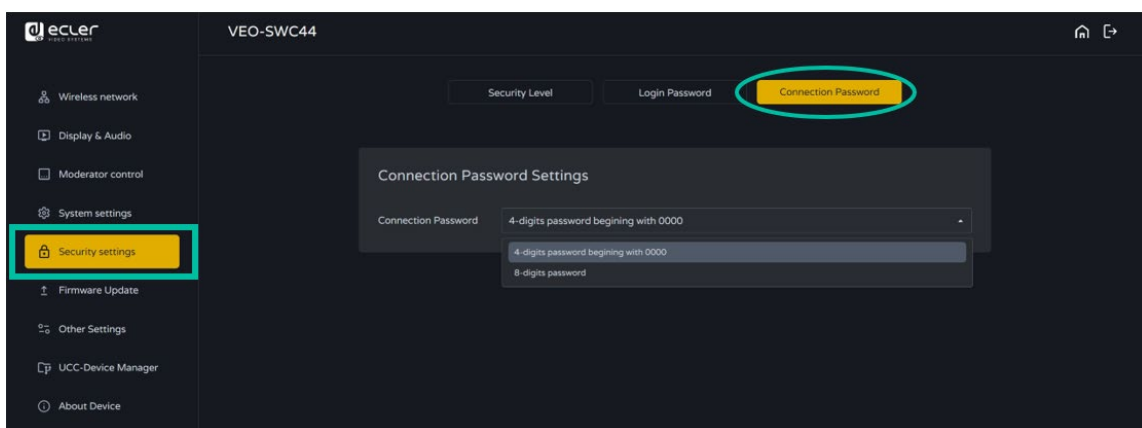 ecler
VIDEO SYSTEMS
VEO-SWC44
Wireless network
Display & Audio
Moderator control
System settings
Security settings
Firmware Update
Other Settings
UCC-Device Manager
About Device
Security Level
Login Password
Connection Password
Connection Password Settings
Connection Password
4-digits password begining with 0000
4-digits password begining with 0000
8-digits password